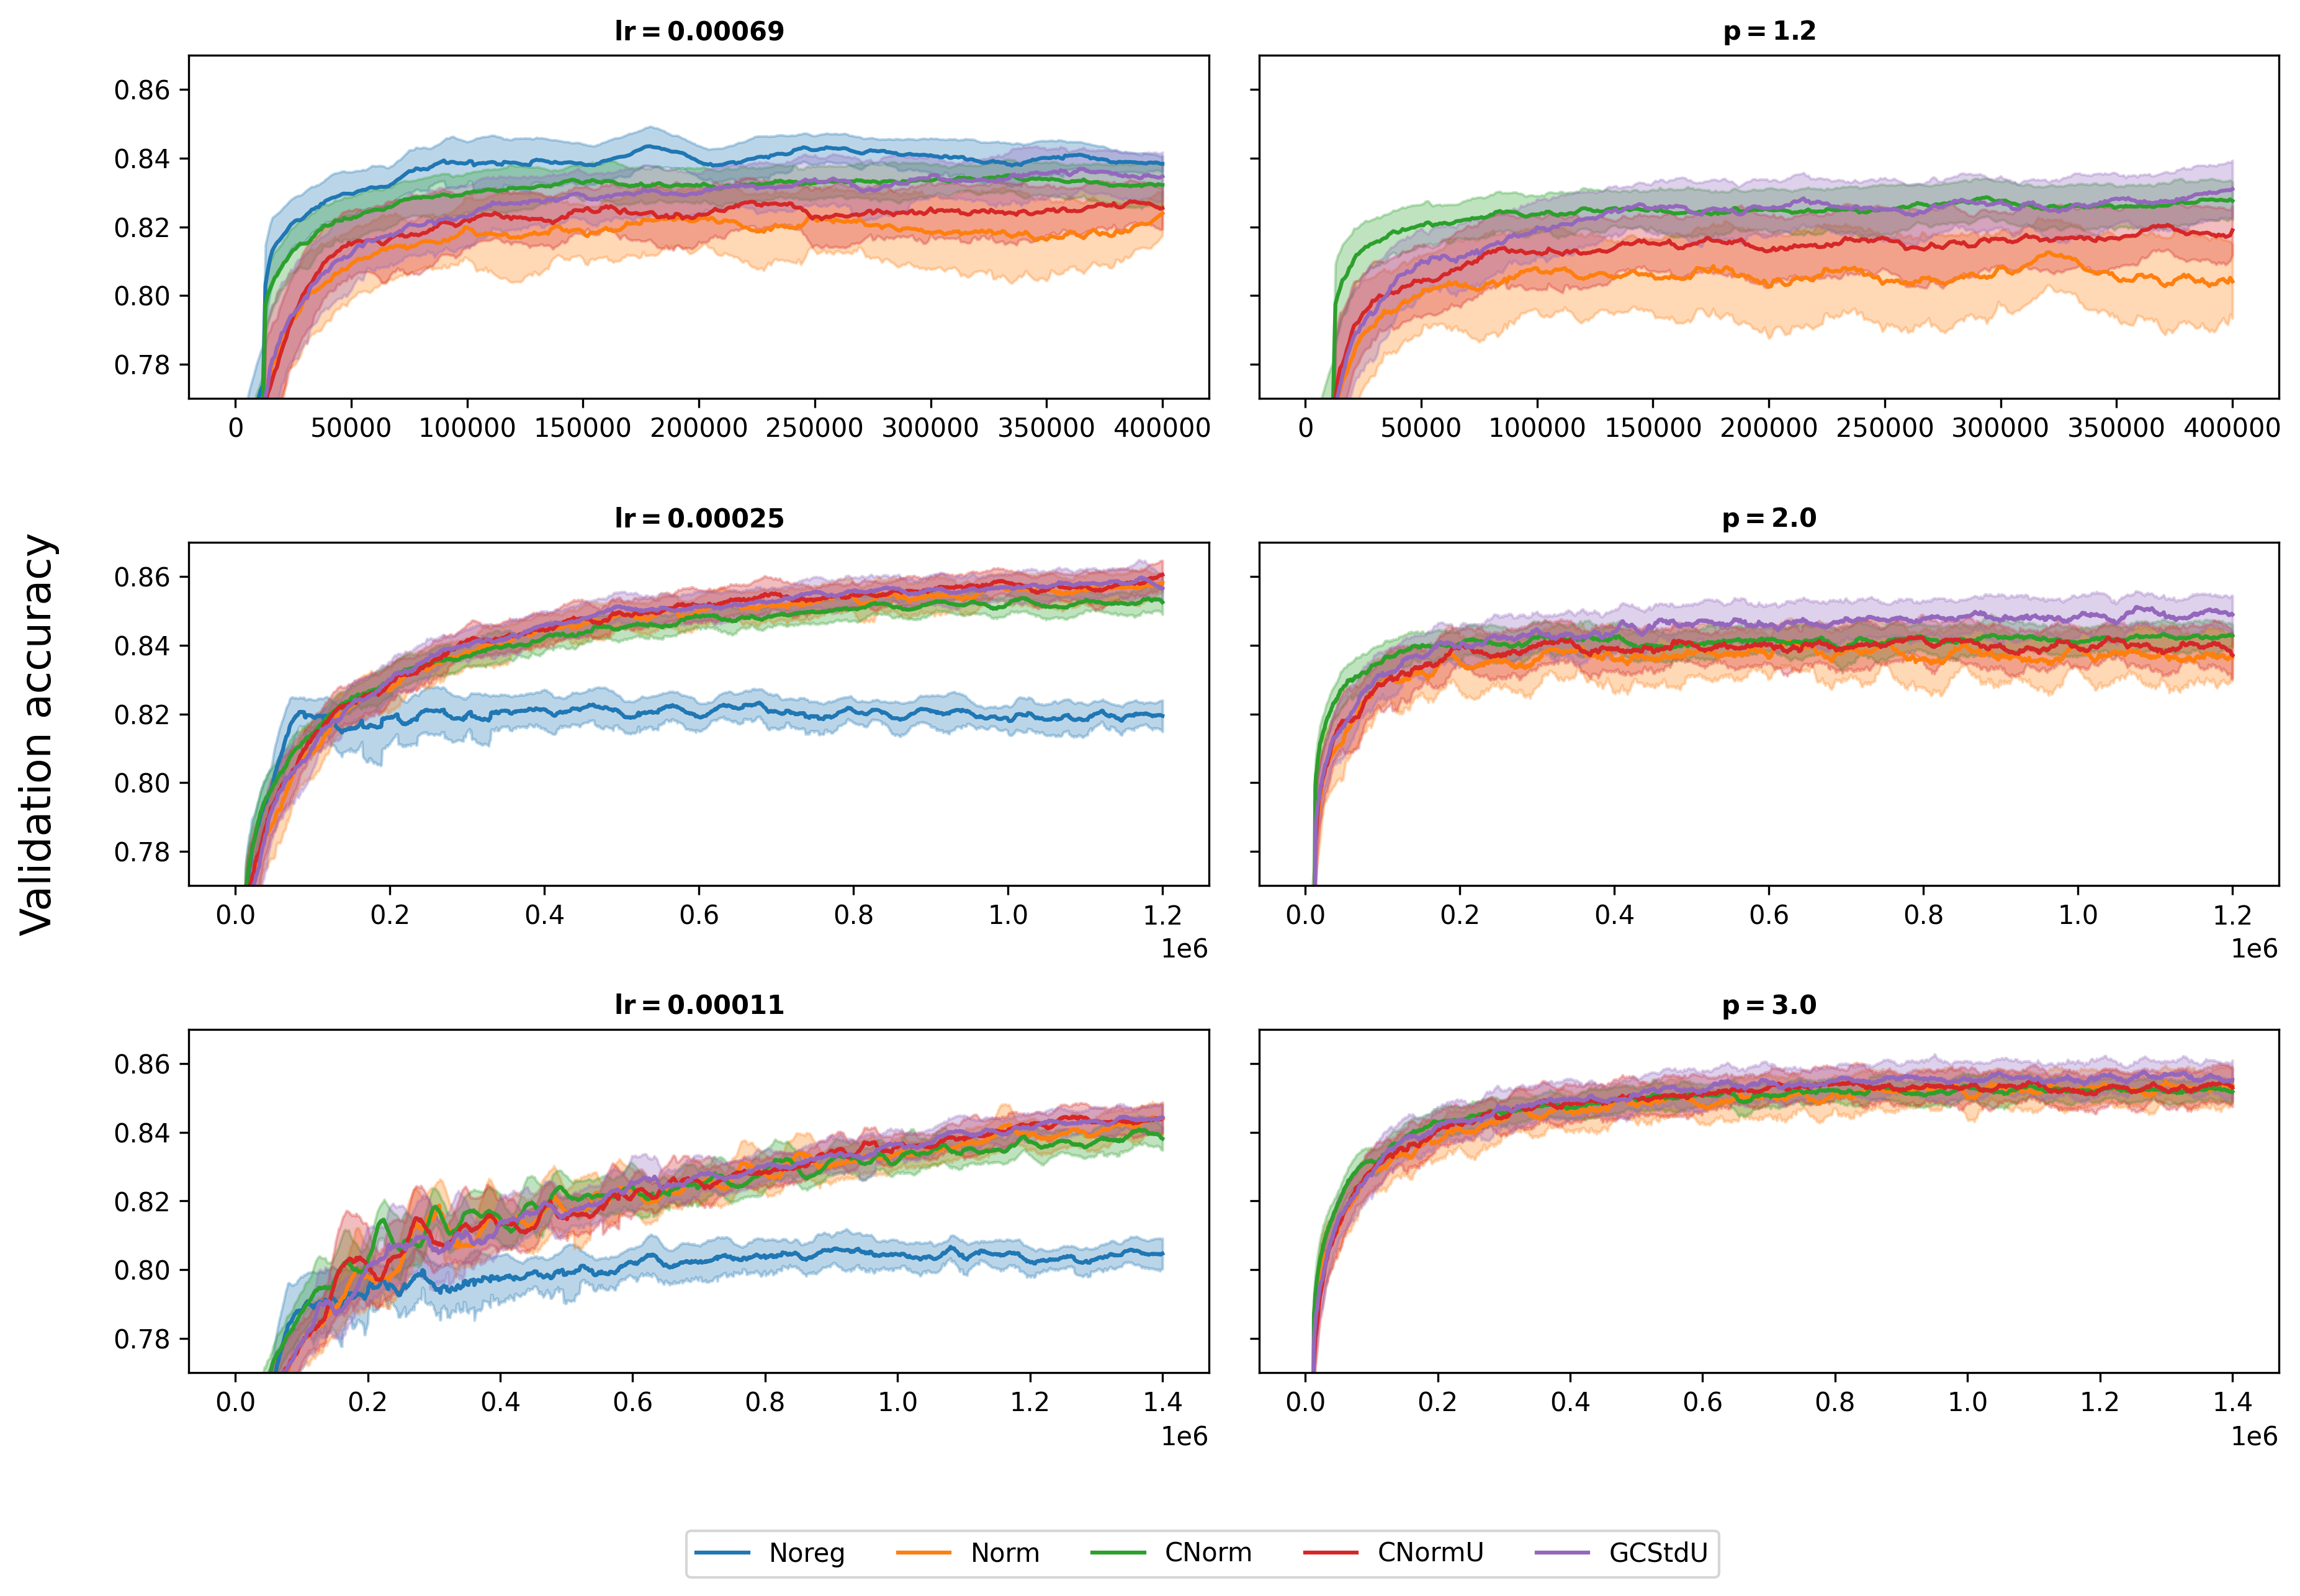 lr = 0.00069
p = 1.2
0.86
0.84
0.82
0.80
0.78
0 50000 100000 150000 200000 250000 300000 350000 400000
0 50000 100000 150000 200000 250000 300000 350000 400000
Validation accuracy
lr = 0.00025
p = 2.0
0.86
0.84
0.82
0.80
0.78
0.0 0.2 0.4 0.6 0.8 1.0 1.2
1e6
0.0 0.2 0.4 0.6 0.8 1.0 1.2
1e6
lr = 0.00011
p = 3.0
0.86
0.84
0.82
0.80
0.78
0.0 0.2 0.4 0.6 0.8 1.0 1.2 1.4
1e6
0.0 0.2 0.4 0.6 0.8 1.0 1.2 1.4
1e6
Noreg Norm CNorm CNormU GCStdU